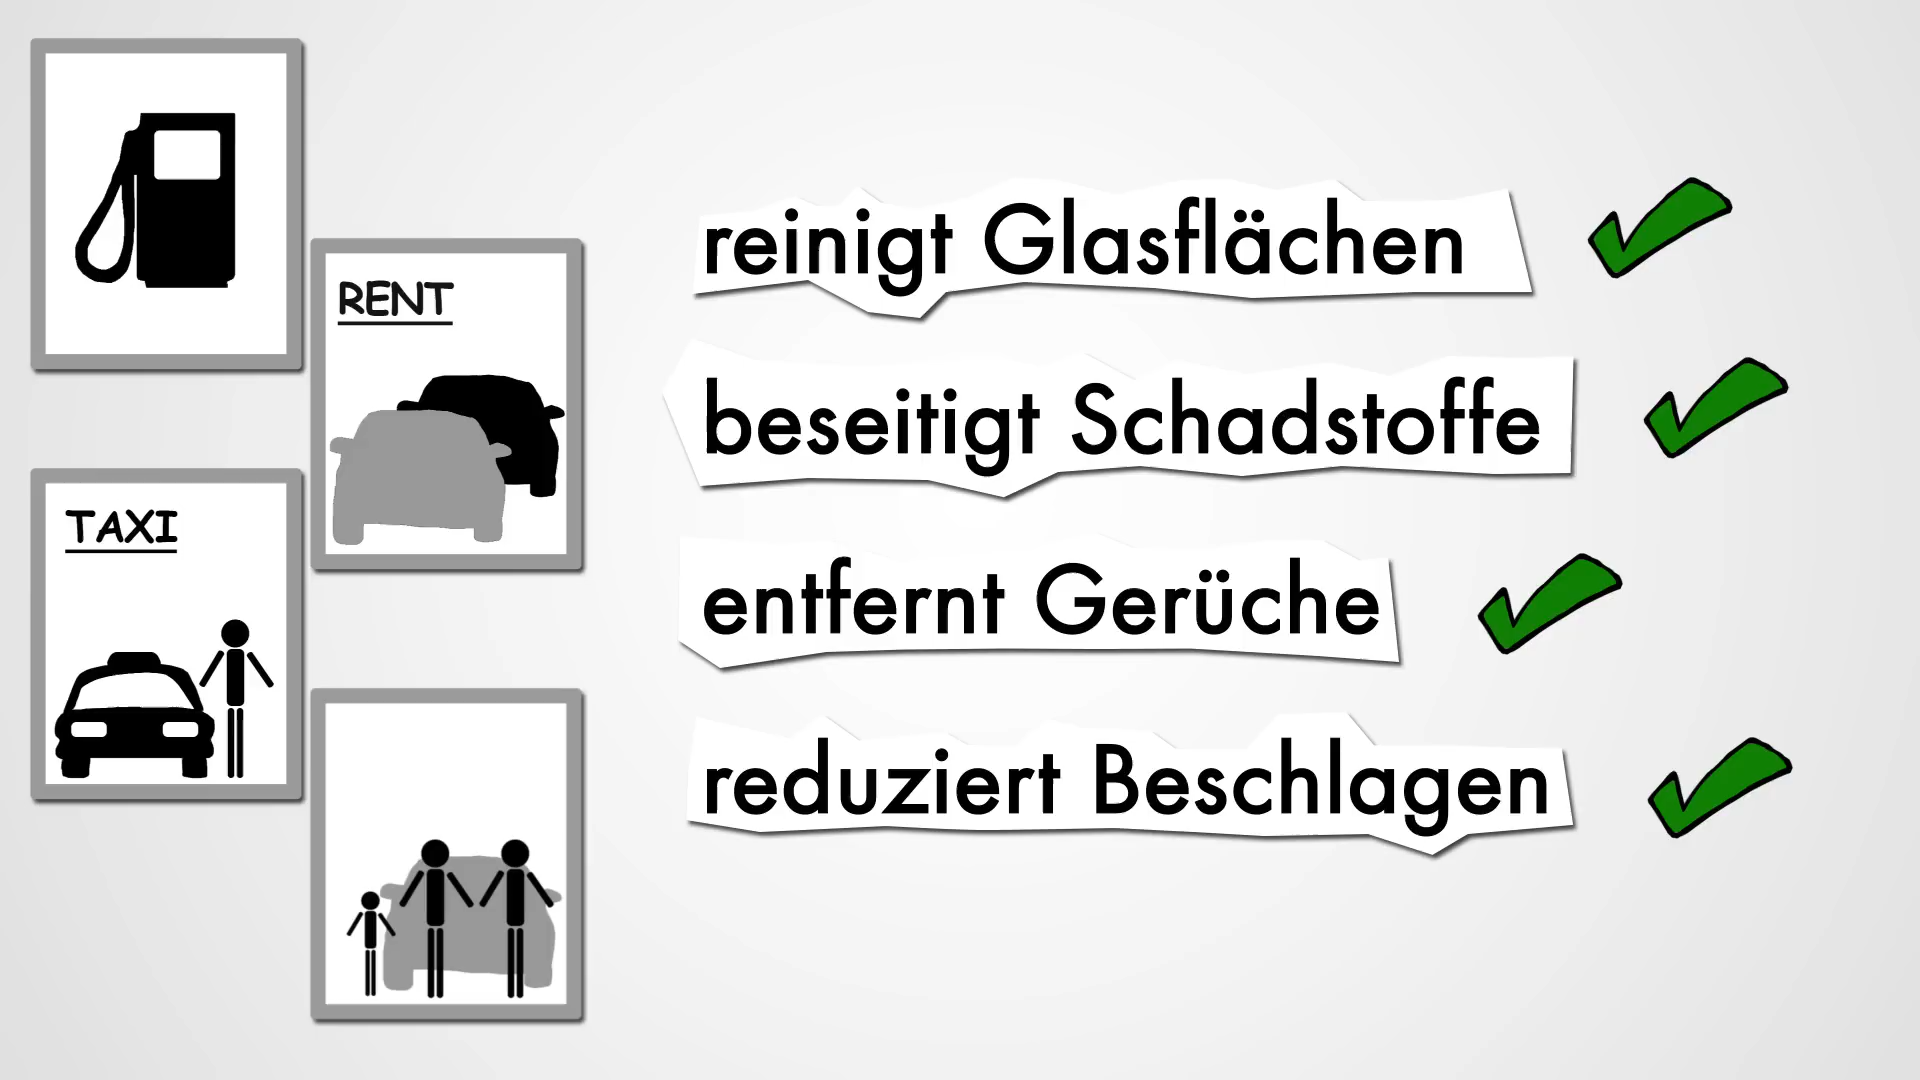 RENT
TAXI
reinigt Glasflächen
beseitigt Schadstoffe
entfernt Gerüche
reduziert Beschlagen